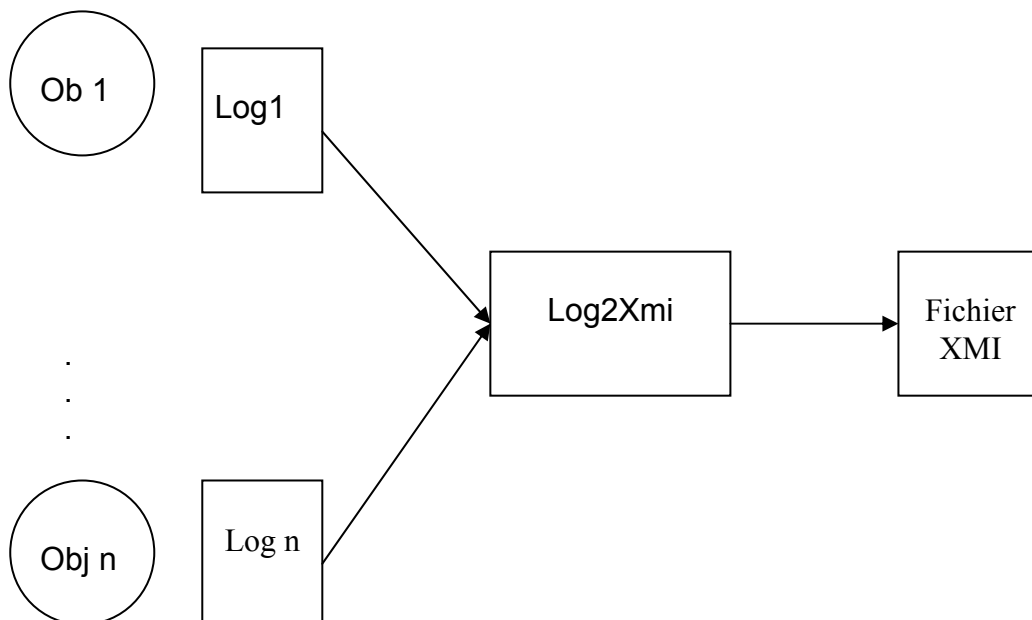 Ob 1
Log1
Log2Xmi
Fichier
XMI
.
.
.
Obj n
Log n